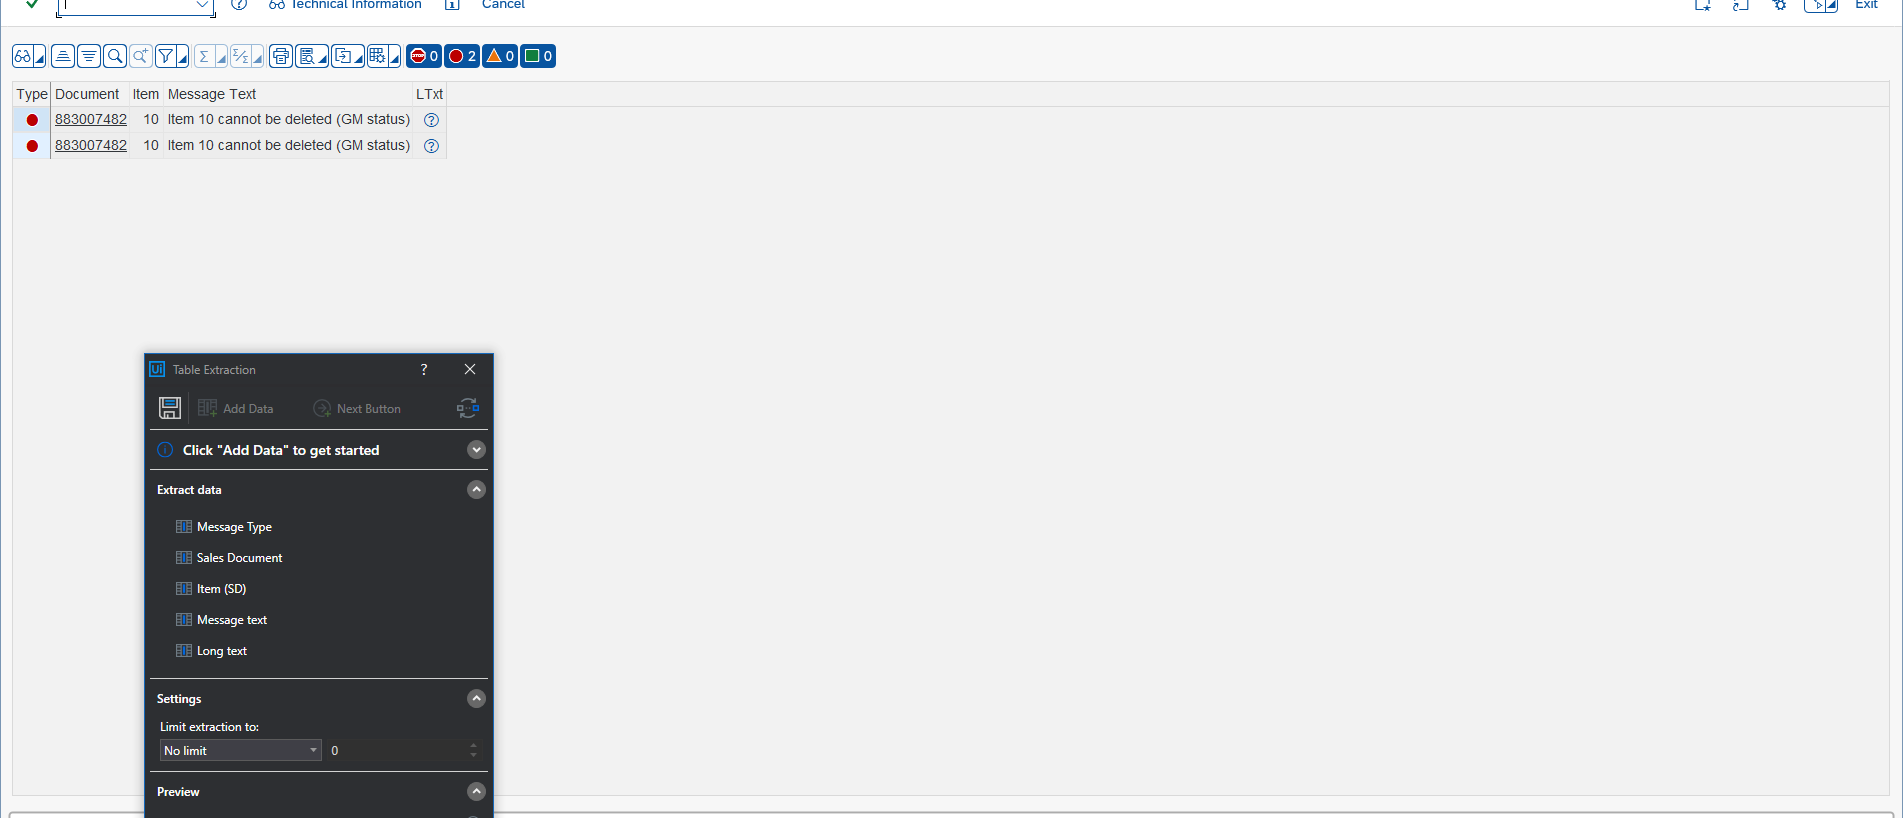 Technical Information Cancel Exit
STOP 0 2 0 0
Type Document Item Message Text LTxt
883007482 10 Item 10 cannot be deleted (GM status)
883007482 10 Item 10 cannot be deleted (GM status)
Ui Table Extraction ?
Add Data Next Button
Click "Add Data" to get started
Extract data
Message Type
Sales Document
Item (SD)
Message text
Long text
Settings
Limit extraction to:
No limit 0
Preview